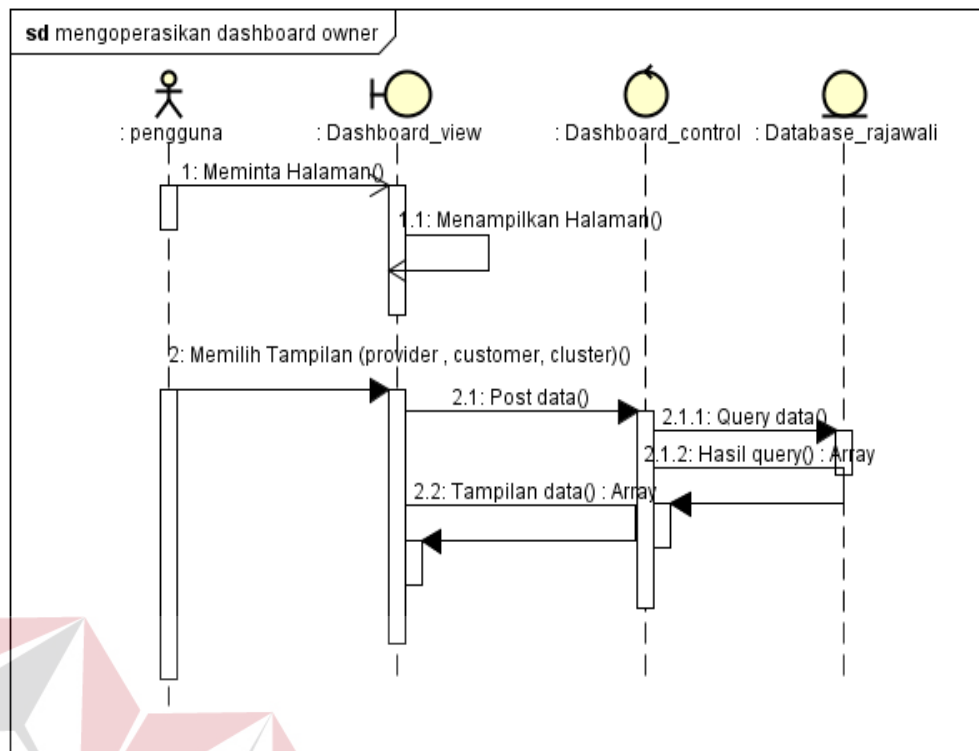 sd mengoperasikan dashboard owner
: pengguna
: Dashboard_view
: Dashboard_control
: Database_rajawali
1: Meminta Halaman()
1.1: Menampilkan Halaman()
2: Memilih Tampilan (provider , customer, cluster)()
2.1: Post data()
2.1.1: Query data()
2.1.2: Hasil query() : Array
2.2: Tampilan data() : Array